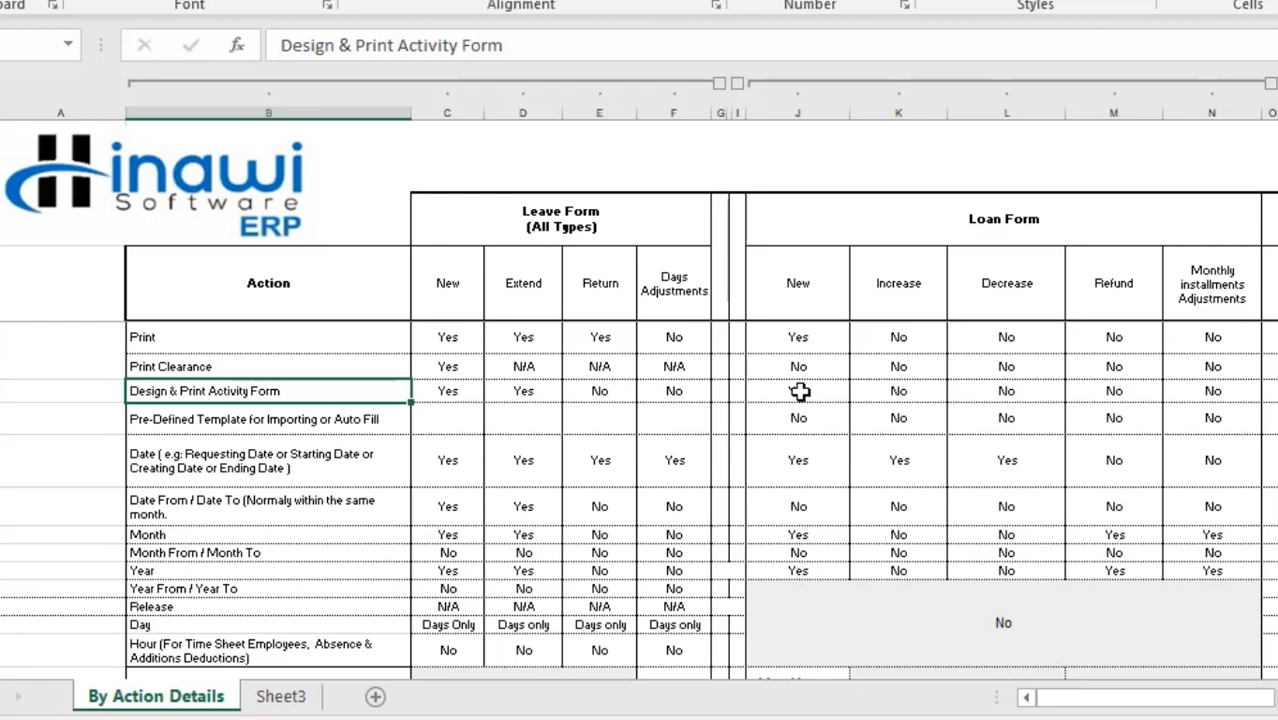 ard
Font
Alignment
Number
Styles
Cells
fx
Design & Print Activity Form
A B C D E F G I J K L M N O
Hinawi
Software
ERP
Leave Form
(All Types)
Loan Form
Action New Extend Return Days Adjustments New Increase Decrease Refund Monthly installments Adjustments
Print Yes Yes Yes No Yes No No No No
Print Clearance Yes N/A N/A N/A No No No No No
Design & Print Activity Form Yes Yes No No No No No No
Pre-Defined Template for Importing or Auto Fill No No No No No
Date ( e.g: Requesting Date or Starting Date or
Creating Date or Ending Date ) Yes Yes Yes Yes Yes Yes Yes No No
Date From / Date To (Normaly within the same
month. Yes Yes No No No No No No No
Month Yes Yes No No Yes No No Yes Yes
Month From / Month To No No No No No No No No No
Year Yes Yes No No Yes No No Yes Yes
Year From / Year To No No No No
Release N/A N/A N/A N/A
No
Day Days Only Days only Days only Days only
Hour (For Time Sheet Employees, Absence &
Additions Deductions) No No No No
By Action Details
Sheet3